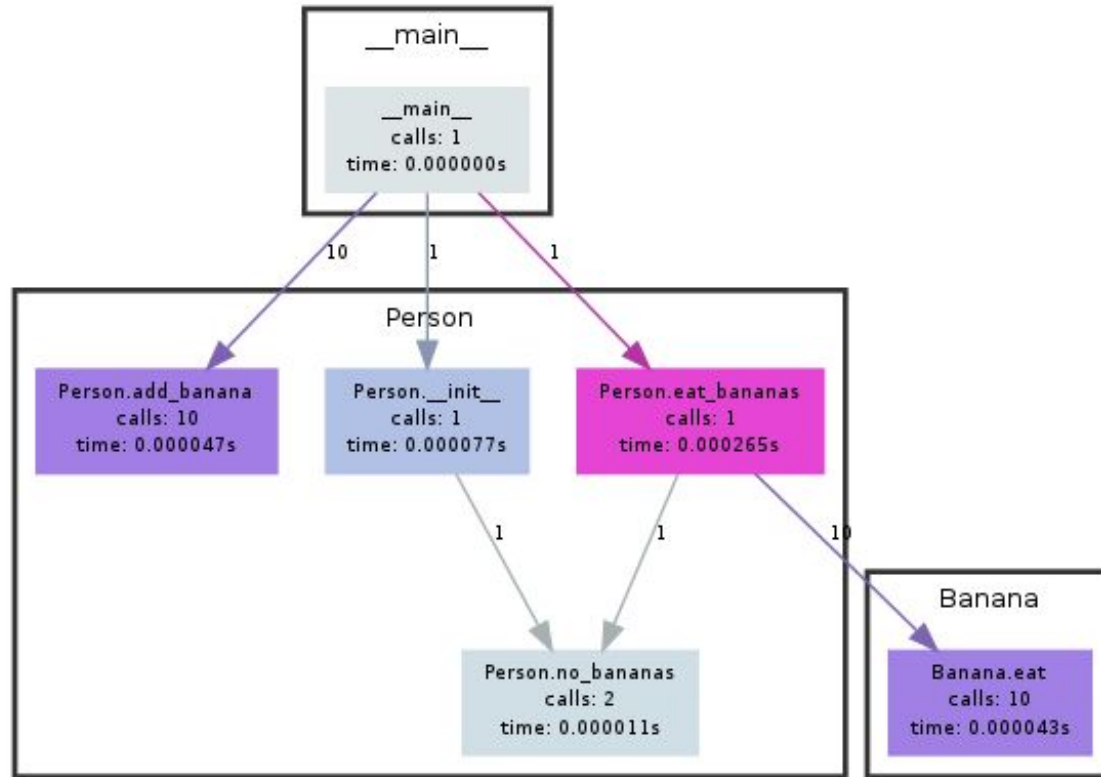 __main__
__main__
calls: 1
time: 0.000000s
10
1
1
Person
Person.add_banana
calls: 10
time: 0.000047s
Person.__init__
calls: 1
time: 0.000077s
Person.eat_bananas
calls: 1
time: 0.000265s
1
1
10
Banana
Person.no_bananas
calls: 2
time: 0.000011s
Banana.eat
calls: 10
time: 0.000043s